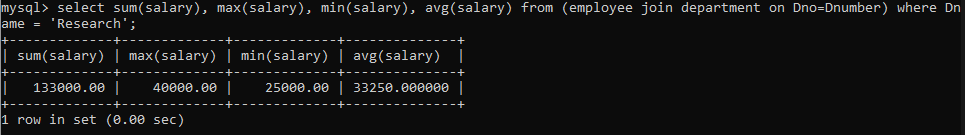 mysql> select sum(salary), max(salary), min(salary), avg(salary) from (employee join department on Dno=Dnumber) where Dn
ame = 'Research';
+-------------+-------------+-------------+--------------+
| sum(salary) | max(salary) | min(salary) | avg(salary)  |
+-------------+-------------+-------------+--------------+
|   133000.00 |    40000.00 |    25000.00 | 33250.000000 |
+-------------+-------------+-------------+--------------+
1 row in set (0.00 sec)